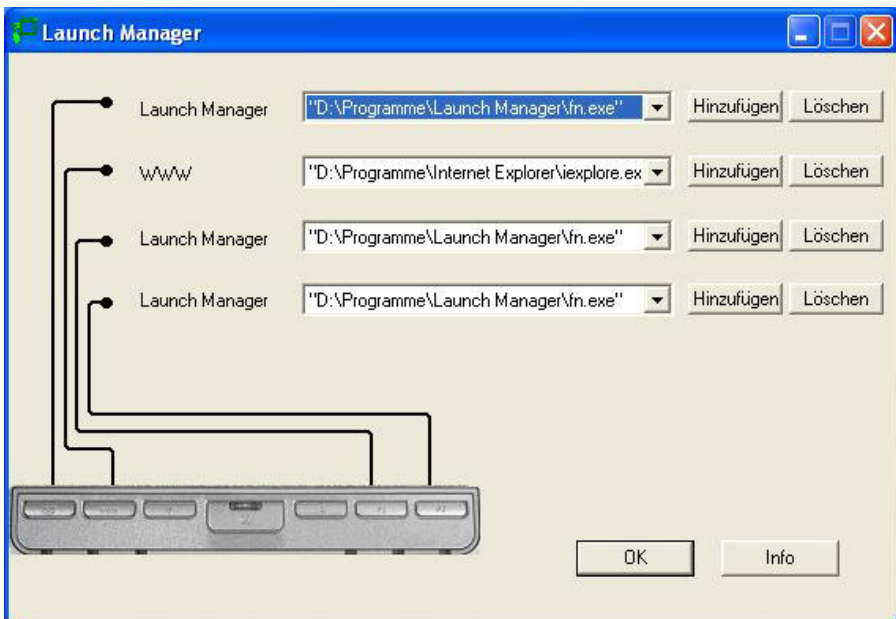 Launch Manager
Launch Manager "D:\Programme\Launch Manager\fn.exe" Hinzufügen Löschen
WWW "D:\Programme\Internet Explorer\iexplore.ex Hinzufügen Löschen
Launch Manager "D:\Programme\Launch Manager\fn.exe" Hinzufügen Löschen
Launch Manager "D:\Programme\Launch Manager\fn.exe" Hinzufügen Löschen
OK Info